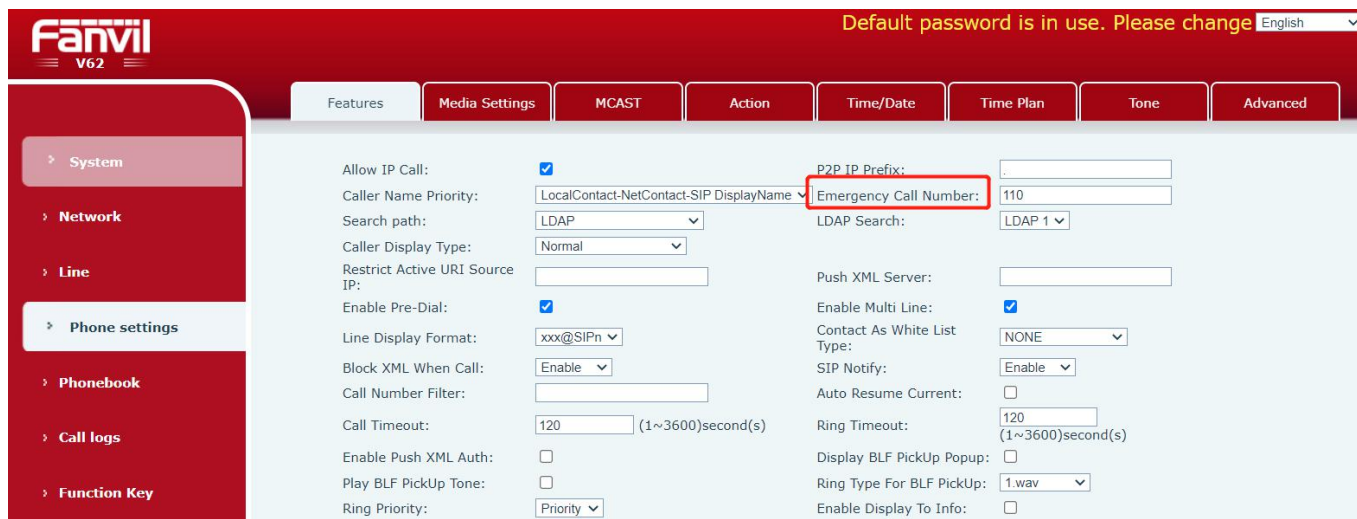 Fanvil
V62
Default password is in use. Please change English
Features Media Settings MCAST Action Time/Date Time Plan Tone Advanced
› System
› Network
› Line
› Phone settings
› Phonebook
› Call logs
› Function Key
Allow IP Call: P2P IP Prefix: .
Caller Name Priority: LocalContact-NetContact-SIP DisplayName Emergency Call Number: 110
Search path: LDAP LDAP Search: LDAP 1
Caller Display Type: Normal
Restrict Active URI Source
IP: Push XML Server:
Enable Pre-Dial: Enable Multi Line:
Line Display Format: xxx@SIPn Contact As White List
Type: NONE
Block XML When Call: Enable SIP Notify: Enable
Call Number Filter: Auto Resume Current:
Call Timeout: 120 (1~3600)second(s) Ring Timeout: 120
(1~3600)second(s)
Enable Push XML Auth: Display BLF PickUp Popup:
Play BLF PickUp Tone: Ring Type For BLF PickUp: 1.wav
Ring Priority: Priority Enable Display To Info: